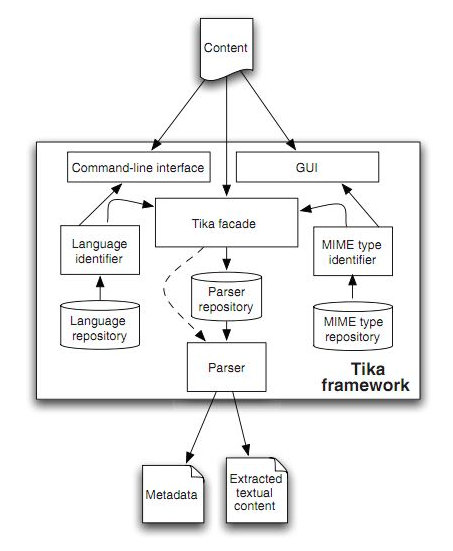 Content
Command-line interface
GUI
Tika facade
Language
identifier
MIME type
identifier
Parser
repository
Language
repository
MIME type
repository
Parser
Tika
framework
Metadata
Extracted
textual
content